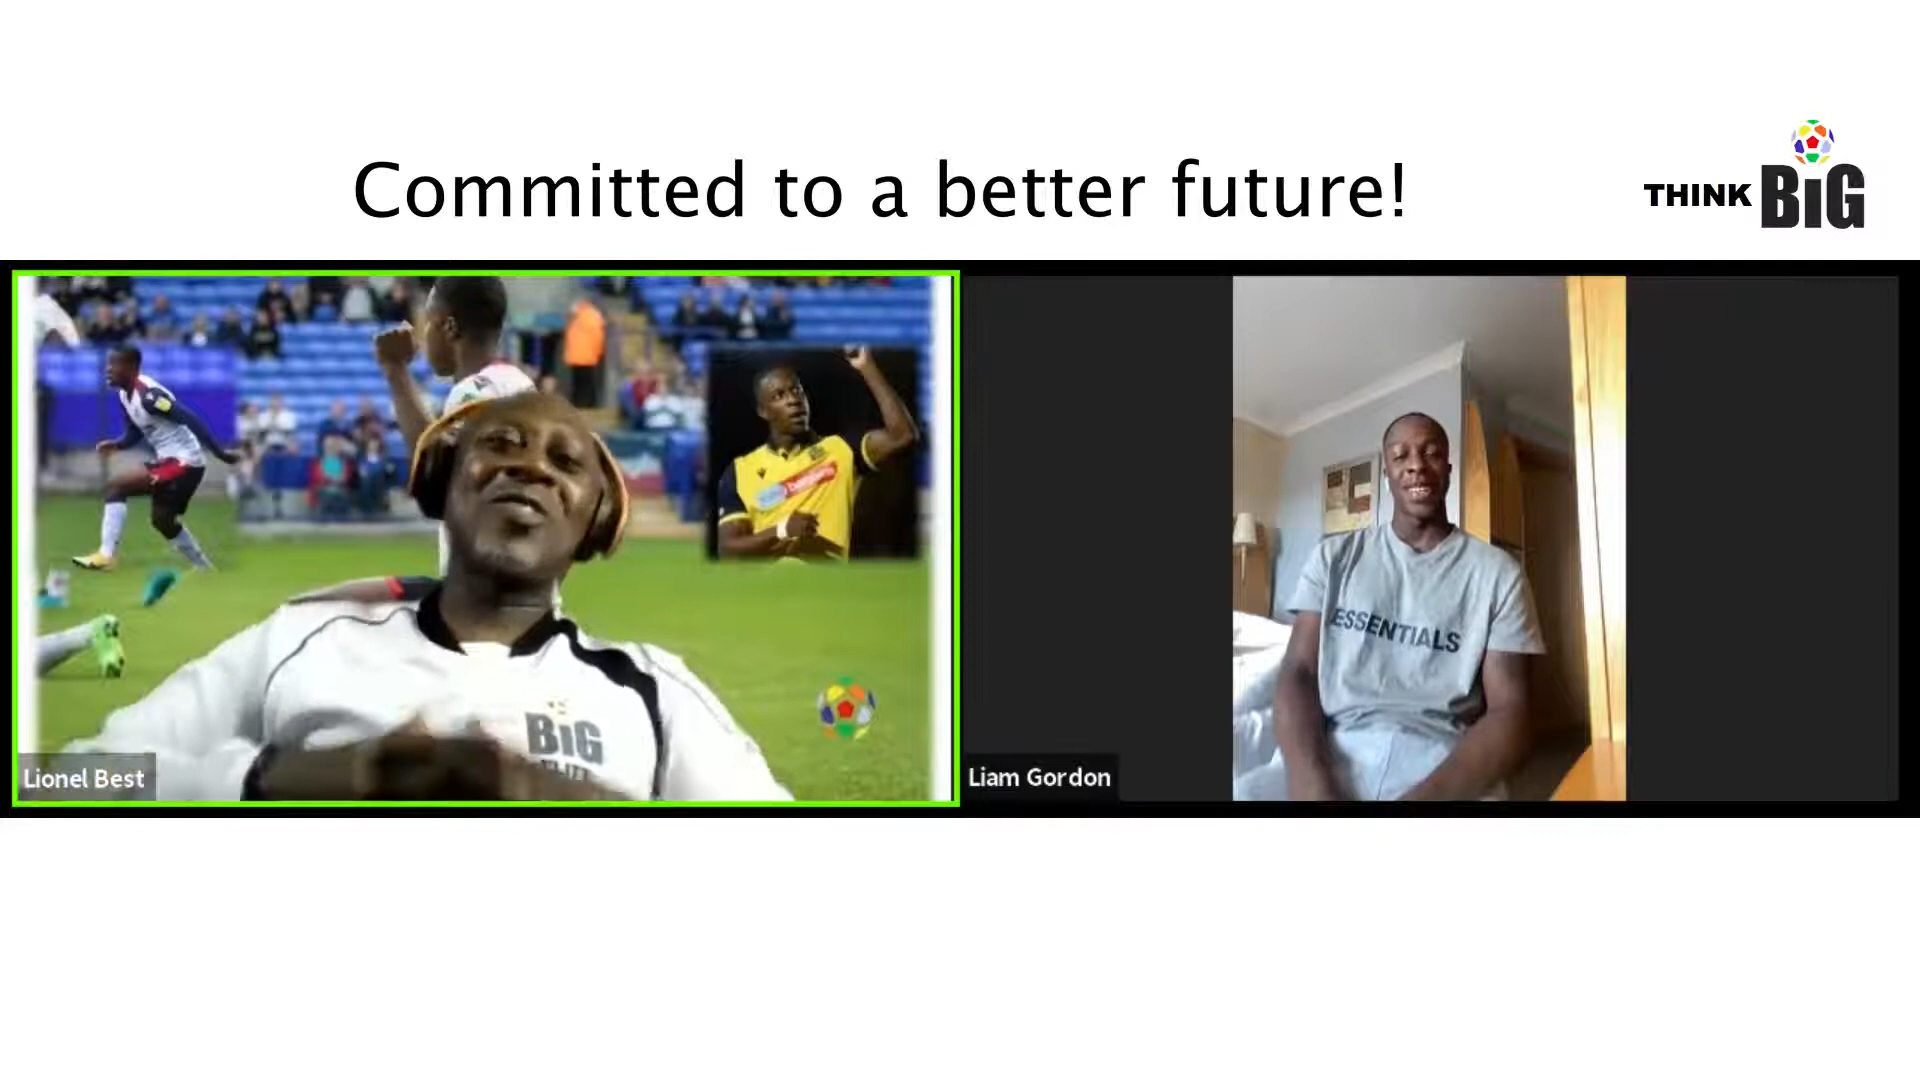 Committed to a better future!
THINK BiG
BiG
Lionel Best
Liam Gordon
ESSENTIALS